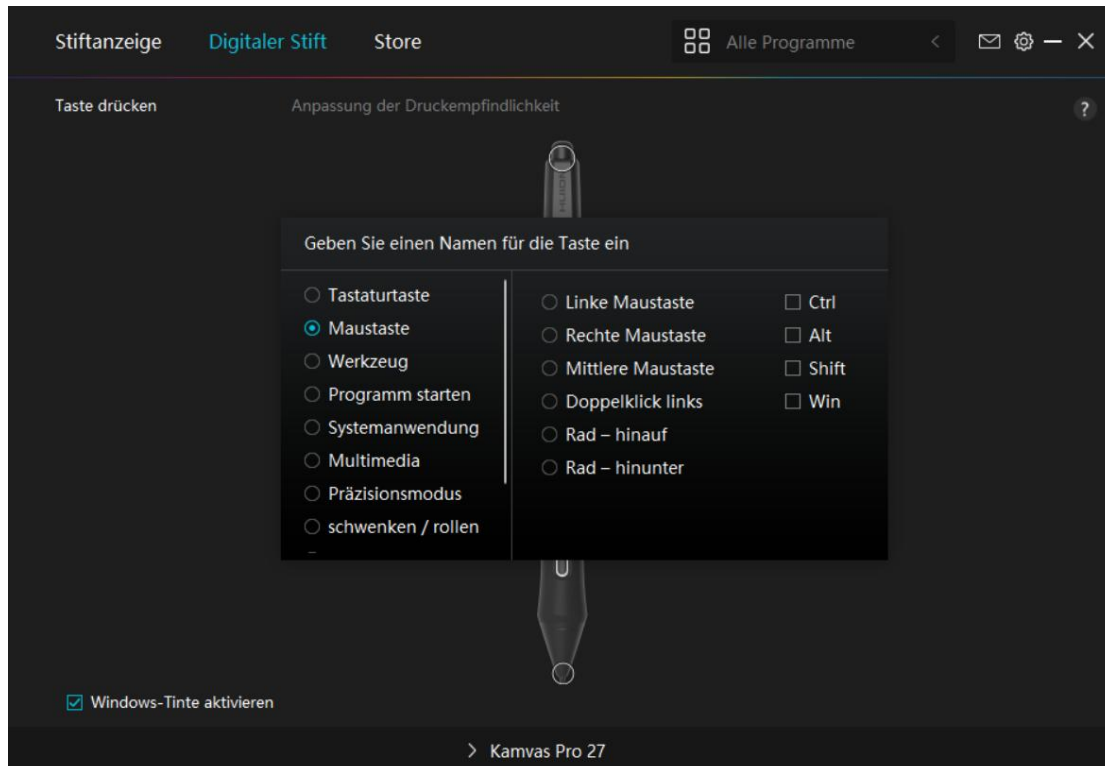 Stiftanzeige Digitaler Stift Store Alle Programme
Taste drücken Anpassung der Druckempfindlichkeit ?
HUION
Geben Sie einen Namen für die Taste ein
Tastaturtaste
Maustaste
Werkzeug
Programm starten
Systemanwendung
Multimedia
Präzisionsmodus
schwenken / rollen
Linke Maustaste Ctrl
Rechte Maustaste Alt
Mittlere Maustaste Shift
Doppelklick links Win
Rad – hinauf
Rad – hinunter
Windows-Tinte aktivieren
Kamvas Pro 27